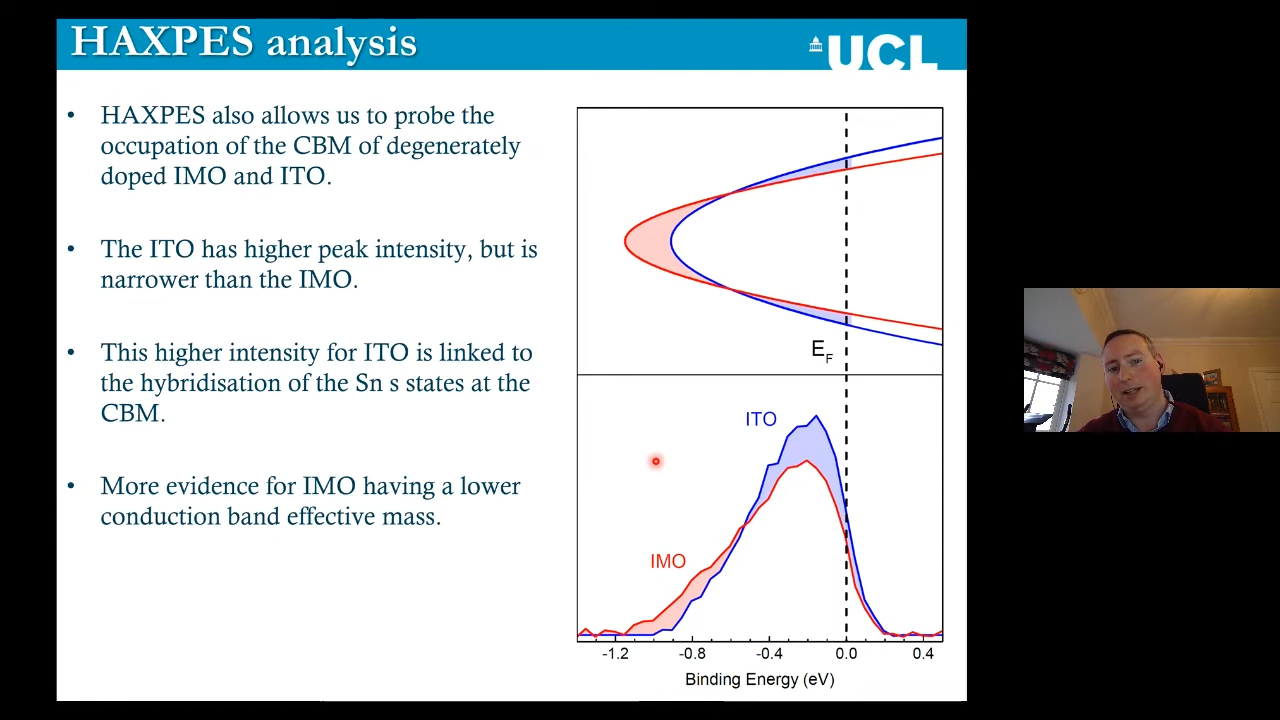 HAXPES analysis
UCL
• HAXPES also allows us to probe the
occupation of the CBM of degenerately
doped IMO and ITO.
• The ITO has higher peak intensity, but is
narrower than the IMO.
• This higher intensity for ITO is linked to
the hybridisation of the Sn s states at the
CBM.
• More evidence for IMO having a lower
conduction band effective mass.
EF
ITO
IMO
-1.2 -0.8 -0.4 0.0 0.4
Binding Energy (eV)